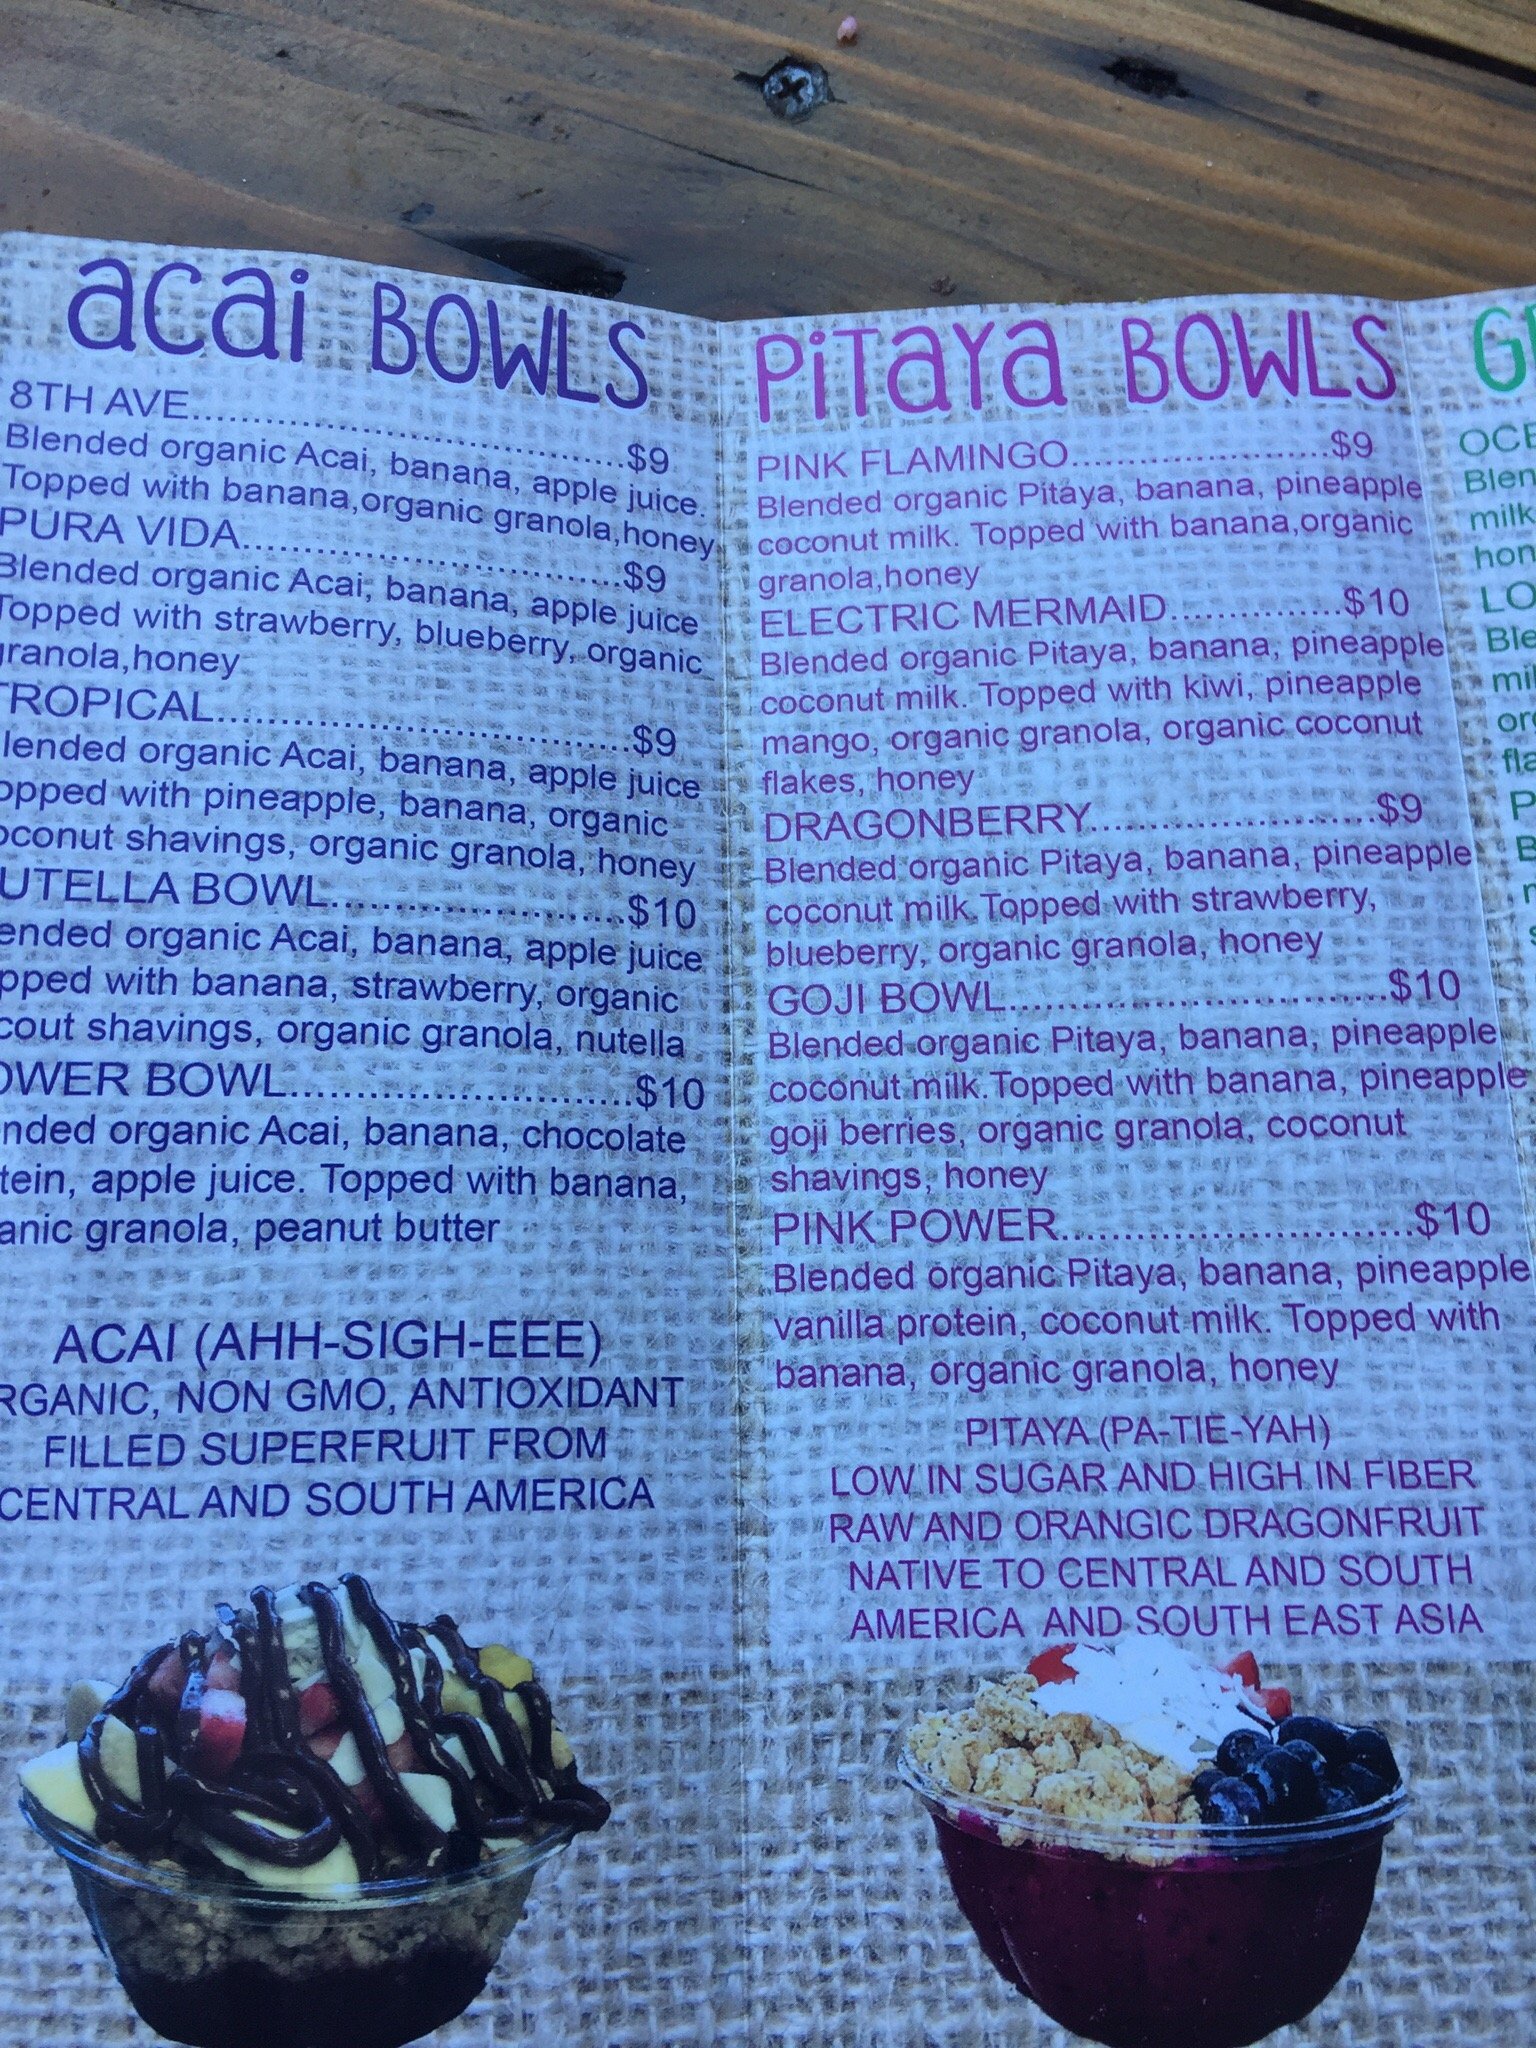 acai BOWLS
8TH AVE........................................$9
Blended organic Acai, banana, apple juice.
Topped with banana,organic granola,honey
PURA VIDA...................................$9
Blended organic Acai, banana, apple juice
Topped with strawberry, blueberry, organic
granola,honey
TROPICAL......................................$9
lended organic Acai, banana, apple juice
opped with pineapple, banana, organic
oconut shavings, organic granola, honey
UTELLA BOWL........................$10
ended organic Acai, banana, apple juice
pped with banana, strawberry, organic
cout shavings, organic granola, nutella
OWER BOWL...........................$10
nded organic Acai, banana, chocolate
tein, apple juice. Topped with banana,
anic granola, peanut butter
ACAI (AHH-SIGH-EEE)
RGANIC, NON GMO, ANTIOXIDANT
FILLED SUPERFRUIT FROM
CENTRAL AND SOUTH AMERICA
PiTaYa BOWLS
PINK FLAMINGO.......................$9
Blended organic Pitaya, banana, pineapple
coconut milk. Topped with banana,organic
granola,honey
ELECTRIC MERMAID...............$10
Blended organic Pitaya, banana, pineapple
coconut milk. Topped with kiwi, pineapple
mango, organic granola, organic coconut
flakes, honey
DRAGONBERRY.........................$9
Blended organic Pitaya, banana, pineapple
coconut milk.Topped with strawberry,
blueberry, organic granola, honey
GOJI BOWL................................$10
Blended organic Pitaya, banana, pineapple
coconut milk.Topped with banana, pineapple
goji berries, organic granola, coconut
shavings, honey
PINK POWER..............................$10
Blended organic Pitaya, banana, pineapple
vanilla protein, coconut milk. Topped with
banana, organic granola, honey
PITAYA (PA-TIE-YAH)
LOW IN SUGAR AND HIGH IN FIBER
RAW AND ORANGIC DRAGONFRUIT
NATIVE TO CENTRAL AND SOUTH
AMERICA AND SOUTH EAST ASIA
G
OCE
Blen
milk
hon
LO
Ble
mil
or
fla
P
B